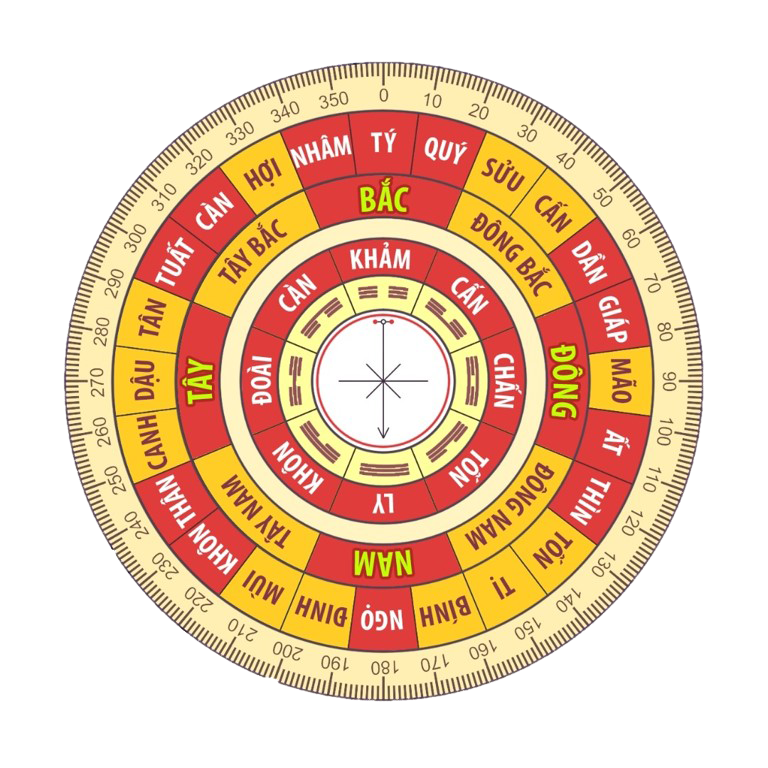 0
10
20
30
40
50
60
70
80
90
100
110
120
130
140
150
160
170
180
190
200
210
220
230
240
250
260
270
280
290
300
310
320
330
340
350
TÝ
QUÝ
SỬU
CẤN
DẦN
GIÁP
MÃO
ẤT
THÌN
TỐN
TỊ
BÍNH
NGỌ
ĐINH
MÙI
KHÔN
THÂN
CANH
DẬU
TÂN
TUẤT
CÀN
HỢI
NHÂM
BẮC
ĐÔNG BẮC
ĐÔNG
ĐÔNG NAM
NAM
TÂY NAM
TÂY
TÂY BẮC
KHẢM
CẤN
CHẤN
TỐN
LY
KHÔN
ĐOÀI
CÀN